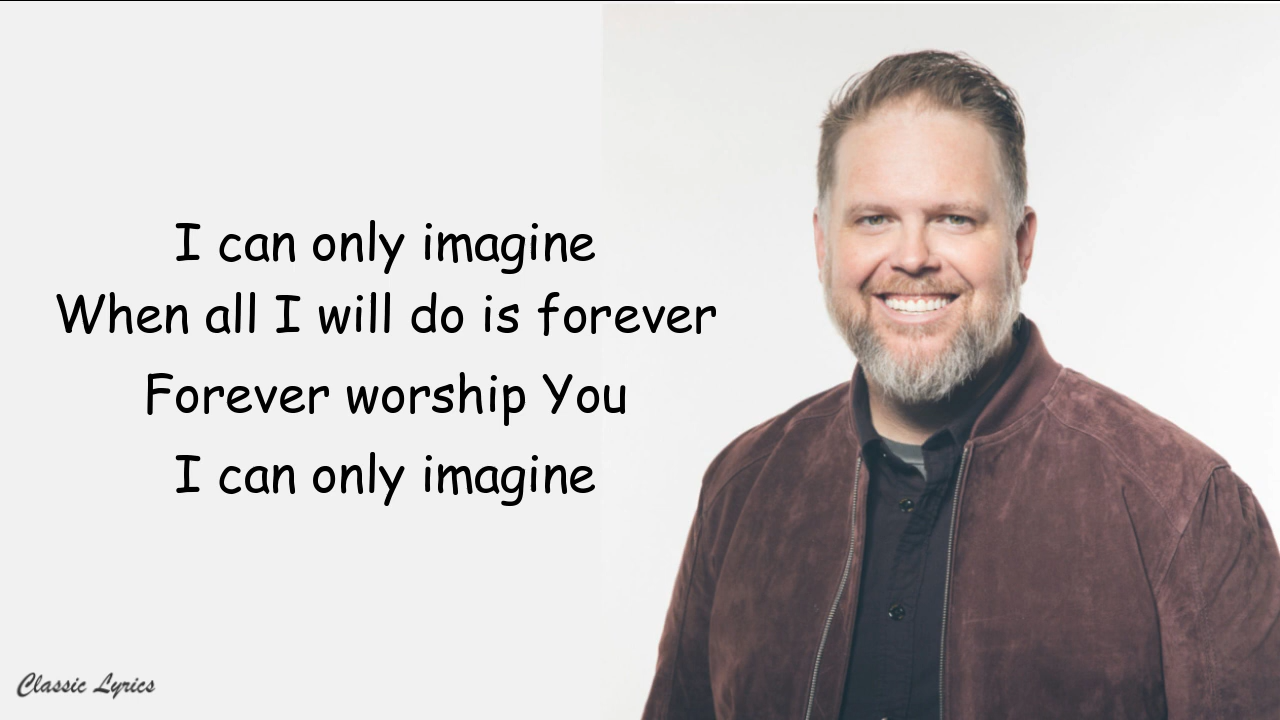 I can only imagine
When all I will do is forever
Forever worship You
I can only imagine
Classic Lyrics